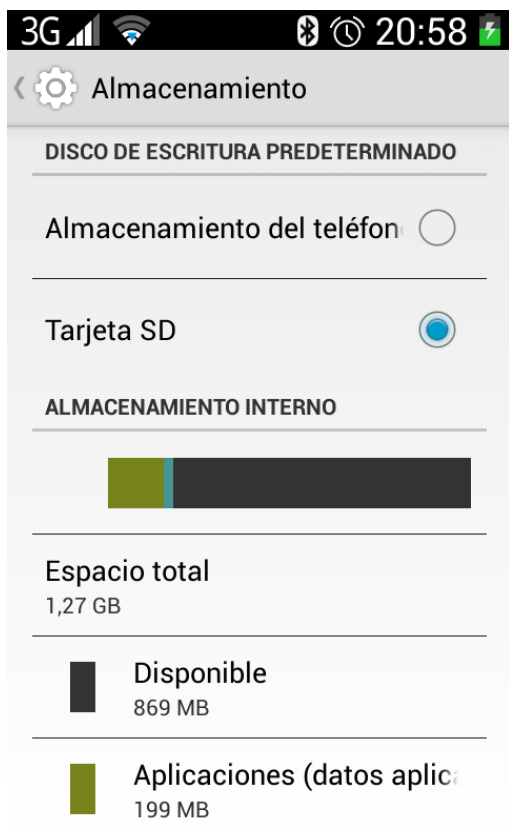 3G 20:58
Almacenamiento
DISCO DE ESCRITURA PREDETERMINADO
Almacenamiento del teléfon
Tarjeta SD
ALMACENAMIENTO INTERNO
Espacio total
1,27 GB
Disponible
869 MB
Aplicaciones (datos aplic
199 MB